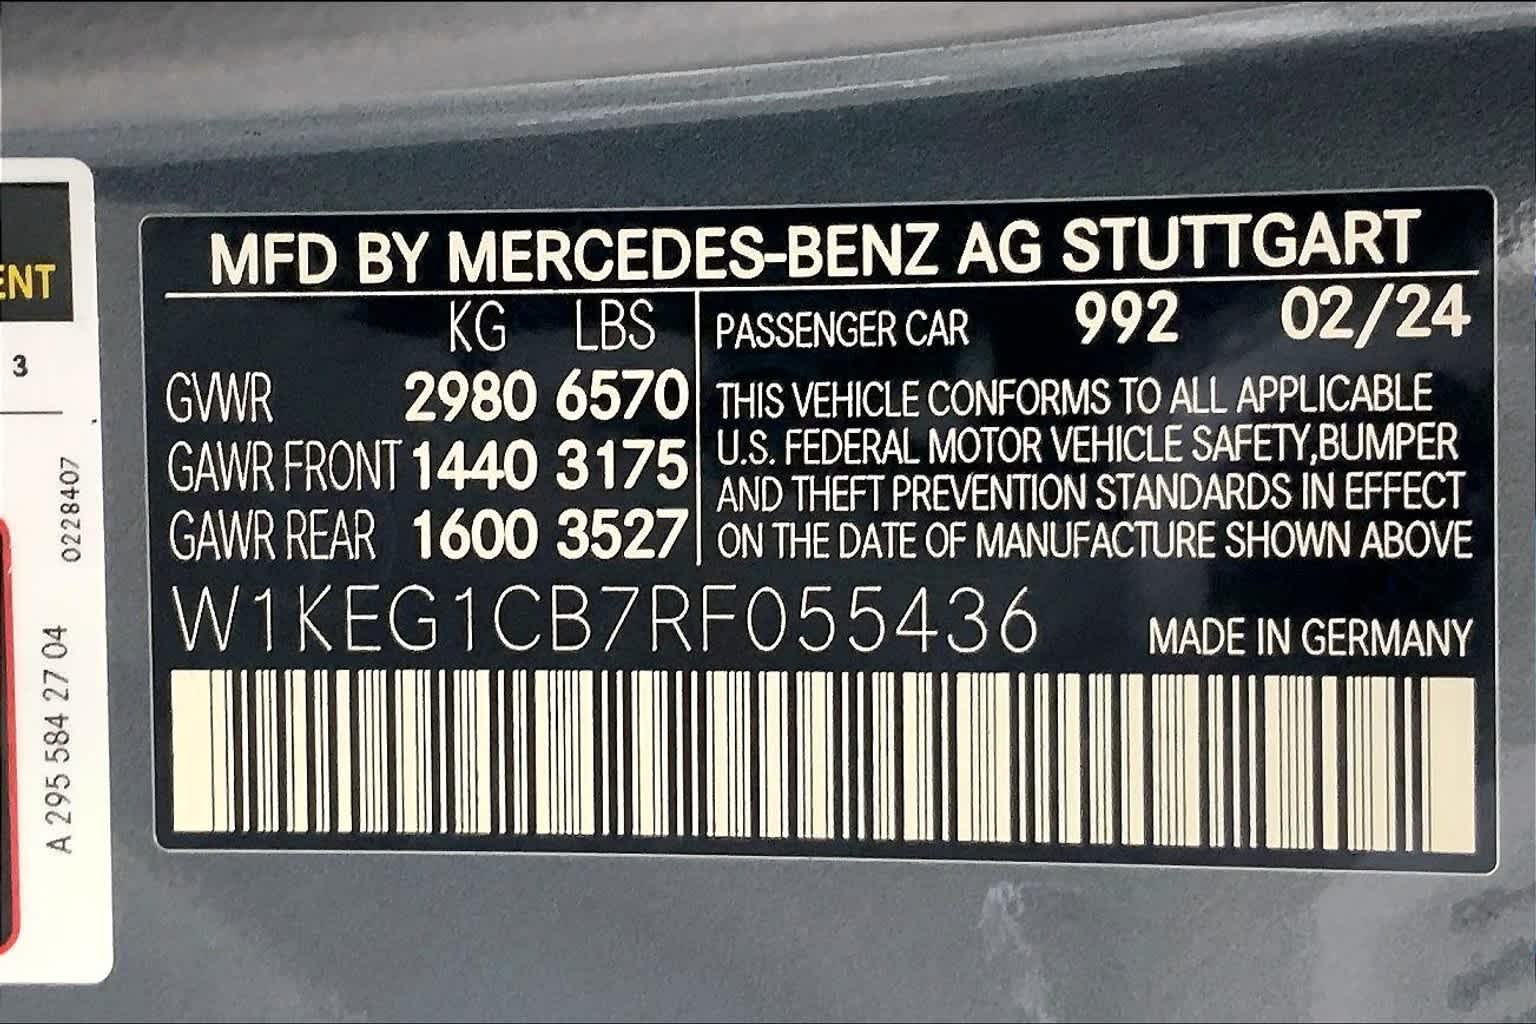 ENT
3
0228407
A 295 584 27 04
MFD BY MERCEDES-BENZ AG STUTTGART
KG LBS
GVWR 2980 6570
GAWR FRONT 1440 3175
GAWR REAR 1600 3527
PASSENGER CAR 992 02/24
THIS VEHICLE CONFORMS TO ALL APPLICABLE
U.S. FEDERAL MOTOR VEHICLE SAFETY,BUMPER
AND THEFT PREVENTION STANDARDS IN EFFECT
ON THE DATE OF MANUFACTURE SHOWN ABOVE
W1KEG1CB7RF055436
MADE IN GERMANY